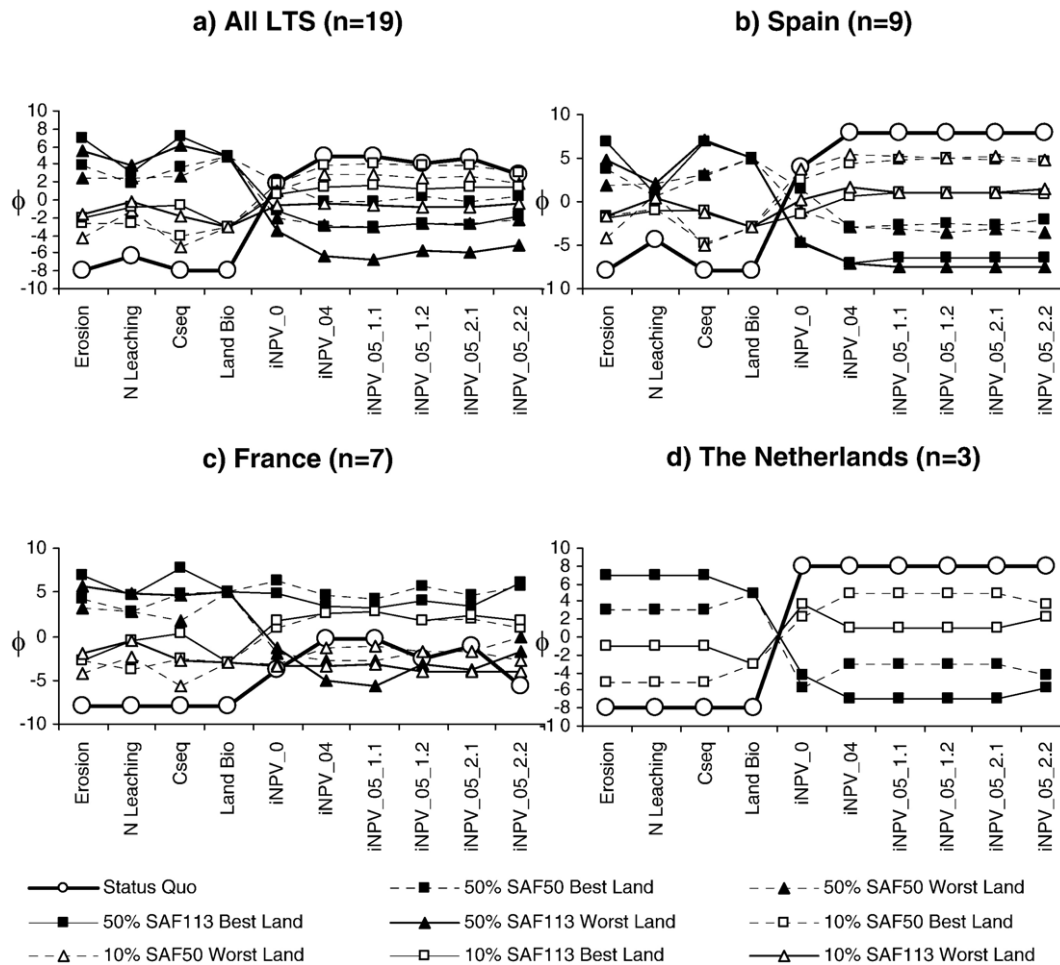 a) All LTS (n=19)
b) Spain (n=9)
10
8
6
4
2
0
-2
-4
-6
-8
-10
ϕ
Erosion
N Leaching
Cseq
Land Bio
iNPV_0
iNPV_04
iNPV_05_1.1
iNPV_05_1.2
iNPV_05_2.1
iNPV_05_2.2
10
5
0
-5
-1 0
ϕ
Erosion
N Leaching
Cseq
Land Bio
iNPV_0
iNPV_04
iNPV_05_1.1
iNPV_05_1.2
iNPV_05_2.1
iNPV_05_2.2
c) France (n=7)
d) The Netherlands (n=3)
10
5
0
-5
-10
ϕ
Erosion
N Leaching
Cseq
Land Bio
iNPV_0
iNPV_04
iNPV_05_1.1
iNPV_05_1.2
iNPV_05_2.1
iNPV_05_2.2
10
8
6
4
2
0
-2
-4
-6
-8
-1 0
ϕ
Erosion
N Leaching
Cseq
Land Bio
iNPV_0
iNPV_04
iNPV_05_1.1
iNPV_05_1.2
iNPV_05_2.1
iNPV_05_2.2
Status Quo
50% SAF50 Best Land
50% SAF50 Worst Land
50% SAF113 Best Land
50% SAF113 Worst Land
10% SAF50 Best Land
10% SAF50 Worst Land
10% SAF113 Best Land
10% SAF113 Worst Land